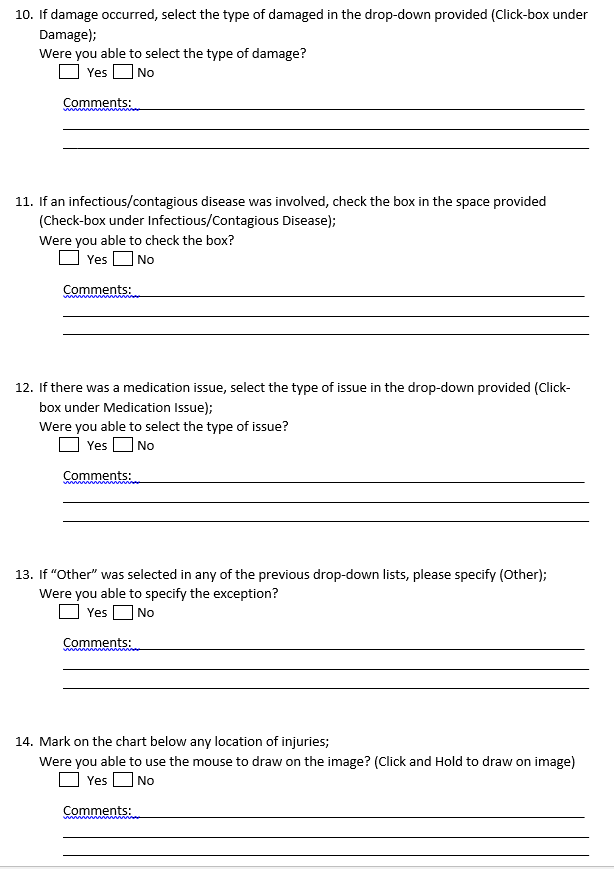 10. If damage occurred, select the type of damaged in the drop-down provided (Click-box under
Damage);
Were you able to select the type of damage?
Yes No
Comments:
11. If an infectious/contagious disease was involved, check the box in the space provided
(Check-box under Infectious/Contagious Disease);
Were you able to check the box?
Yes No
Comments:
12. If there was a medication issue, select the type of issue in the drop-down provided (Click-
box under Medication Issue);
Were you able to select the type of issue?
Yes No
Comments:
13. If “Other” was selected in any of the previous drop-down lists, please specify (Other);
Were you able to specify the exception?
Yes No
Comments:
14. Mark on the chart below any location of injuries;
Were you able to use the mouse to draw on the image? (Click and Hold to draw on image)
Yes No
Comments: